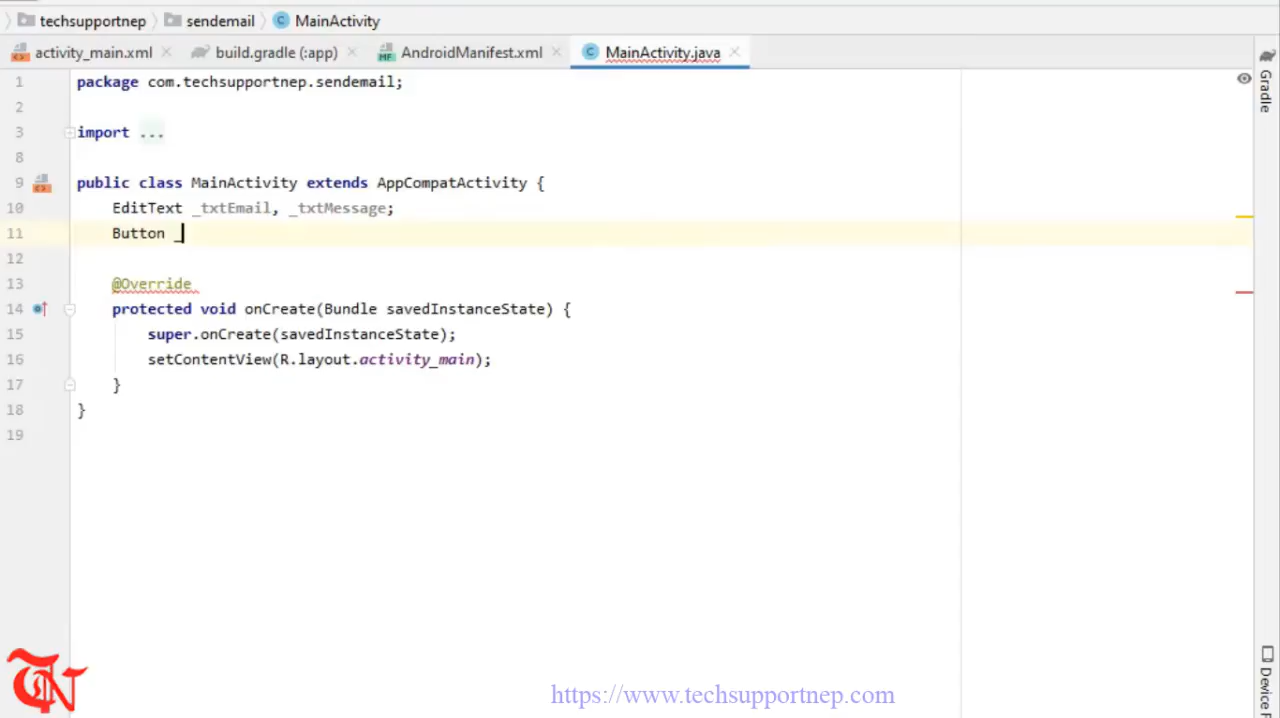 techsupportnep sendemail MainActivity
activity_main.xml build.gradle (:app) AndroidManifest.xml MainActivity.java
1 package com.techsupportnep.sendemail;
2
3 import ...
8
9 public class MainActivity extends AppCompatActivity {
10 EditText _txtEmail, _txtMessage;
11 Button _
12
13 @Override
14 protected void onCreate(Bundle savedInstanceState) {
15 super.onCreate(savedInstanceState);
16 setContentView(R.layout.activity_main);
17 }
18 }
19
Gradle
TN
https://www.techsupportnep.com